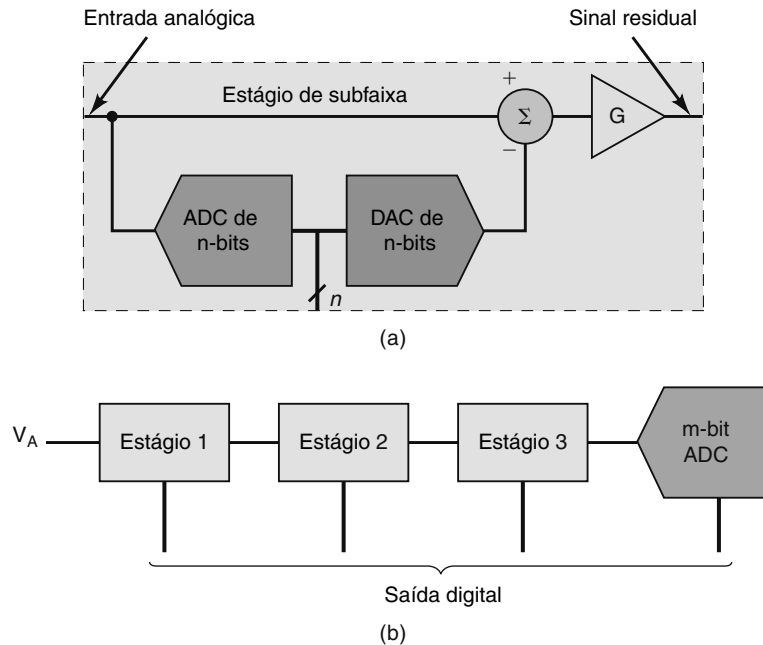 Entrada analógica
Sinal residual
Estágio de subfaixa
+
Σ
−
G
ADC de
n-bits
DAC de
n-bits
n
(a)
V_A
Estágio 1
Estágio 2
Estágio 3
m-bit
ADC
Saída digital
(b)